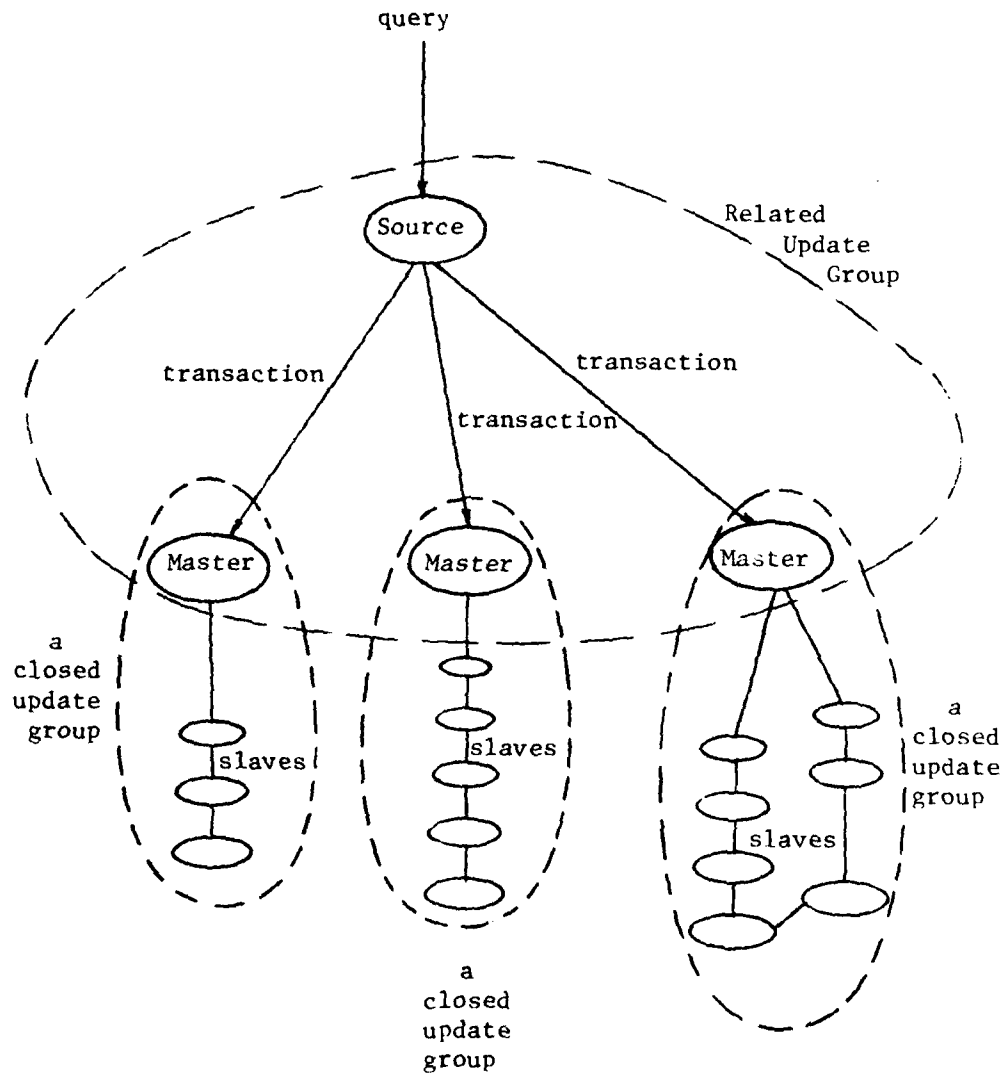 query
Source
Related
Update
Group
transaction
transaction
transaction
Master
Master
Master
a
closed
update
group
slaves
slaves
a
closed
update
group
slaves
a
closed
update
group